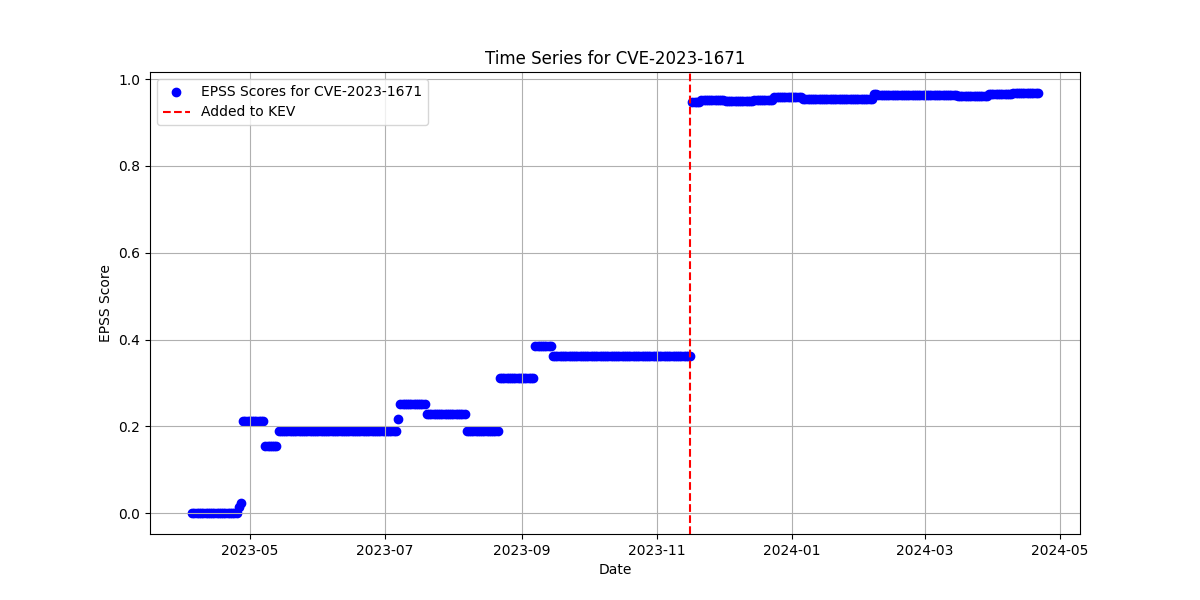 Time Series for CVE-2023-1671
EPSS Scores for CVE-2023-1671
Added to KEV
EPSS Score
1.0
0.8
0.6
0.4
0.2
0.0
2023-05 2023-07 2023-09 2023-11 2024-01 2024-03 2024-05
Date